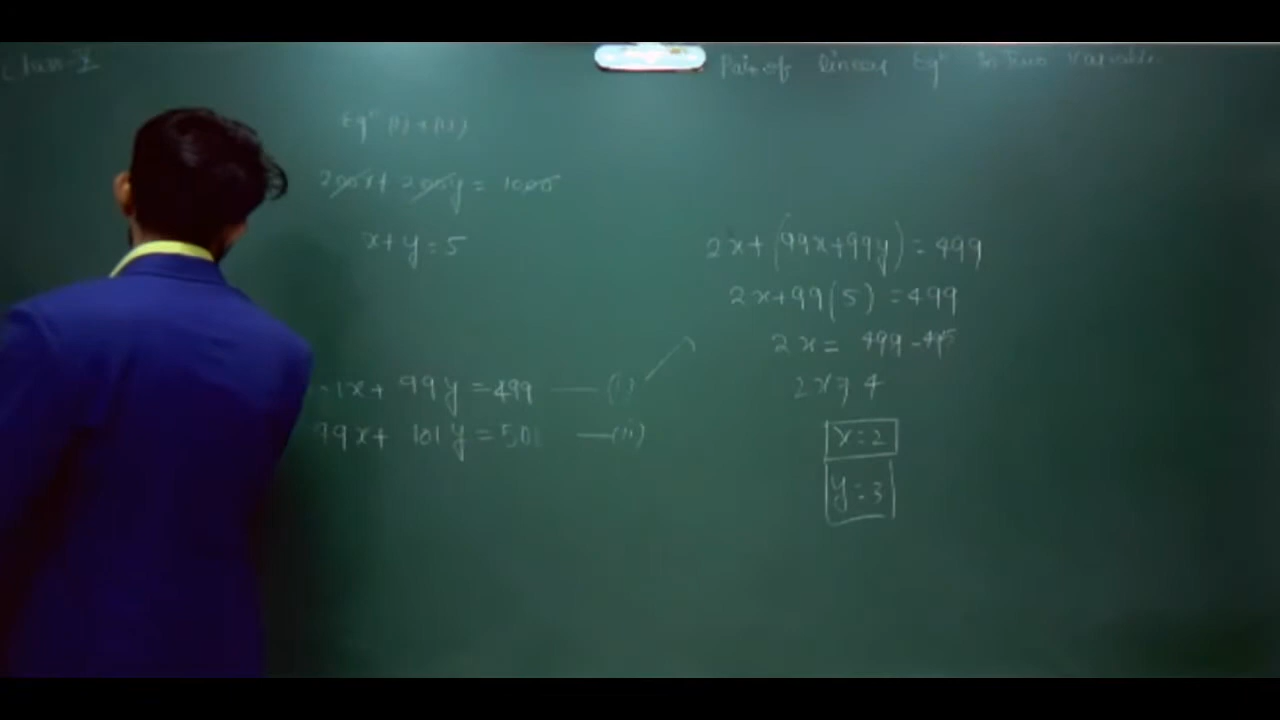 Class-X
Pair of linear Eqⁿ in two variable
Eqⁿ (i) + (ii)
200x + 200y = 1000
x + y = 5
1x + 99y = 499 — (i)
99x + 101y = 501 — (ii)
2x + (99x + 99y) = 499
2x + 99(5) = 499
2x = 499 - 495
2x = 4
x = 2
y = 3